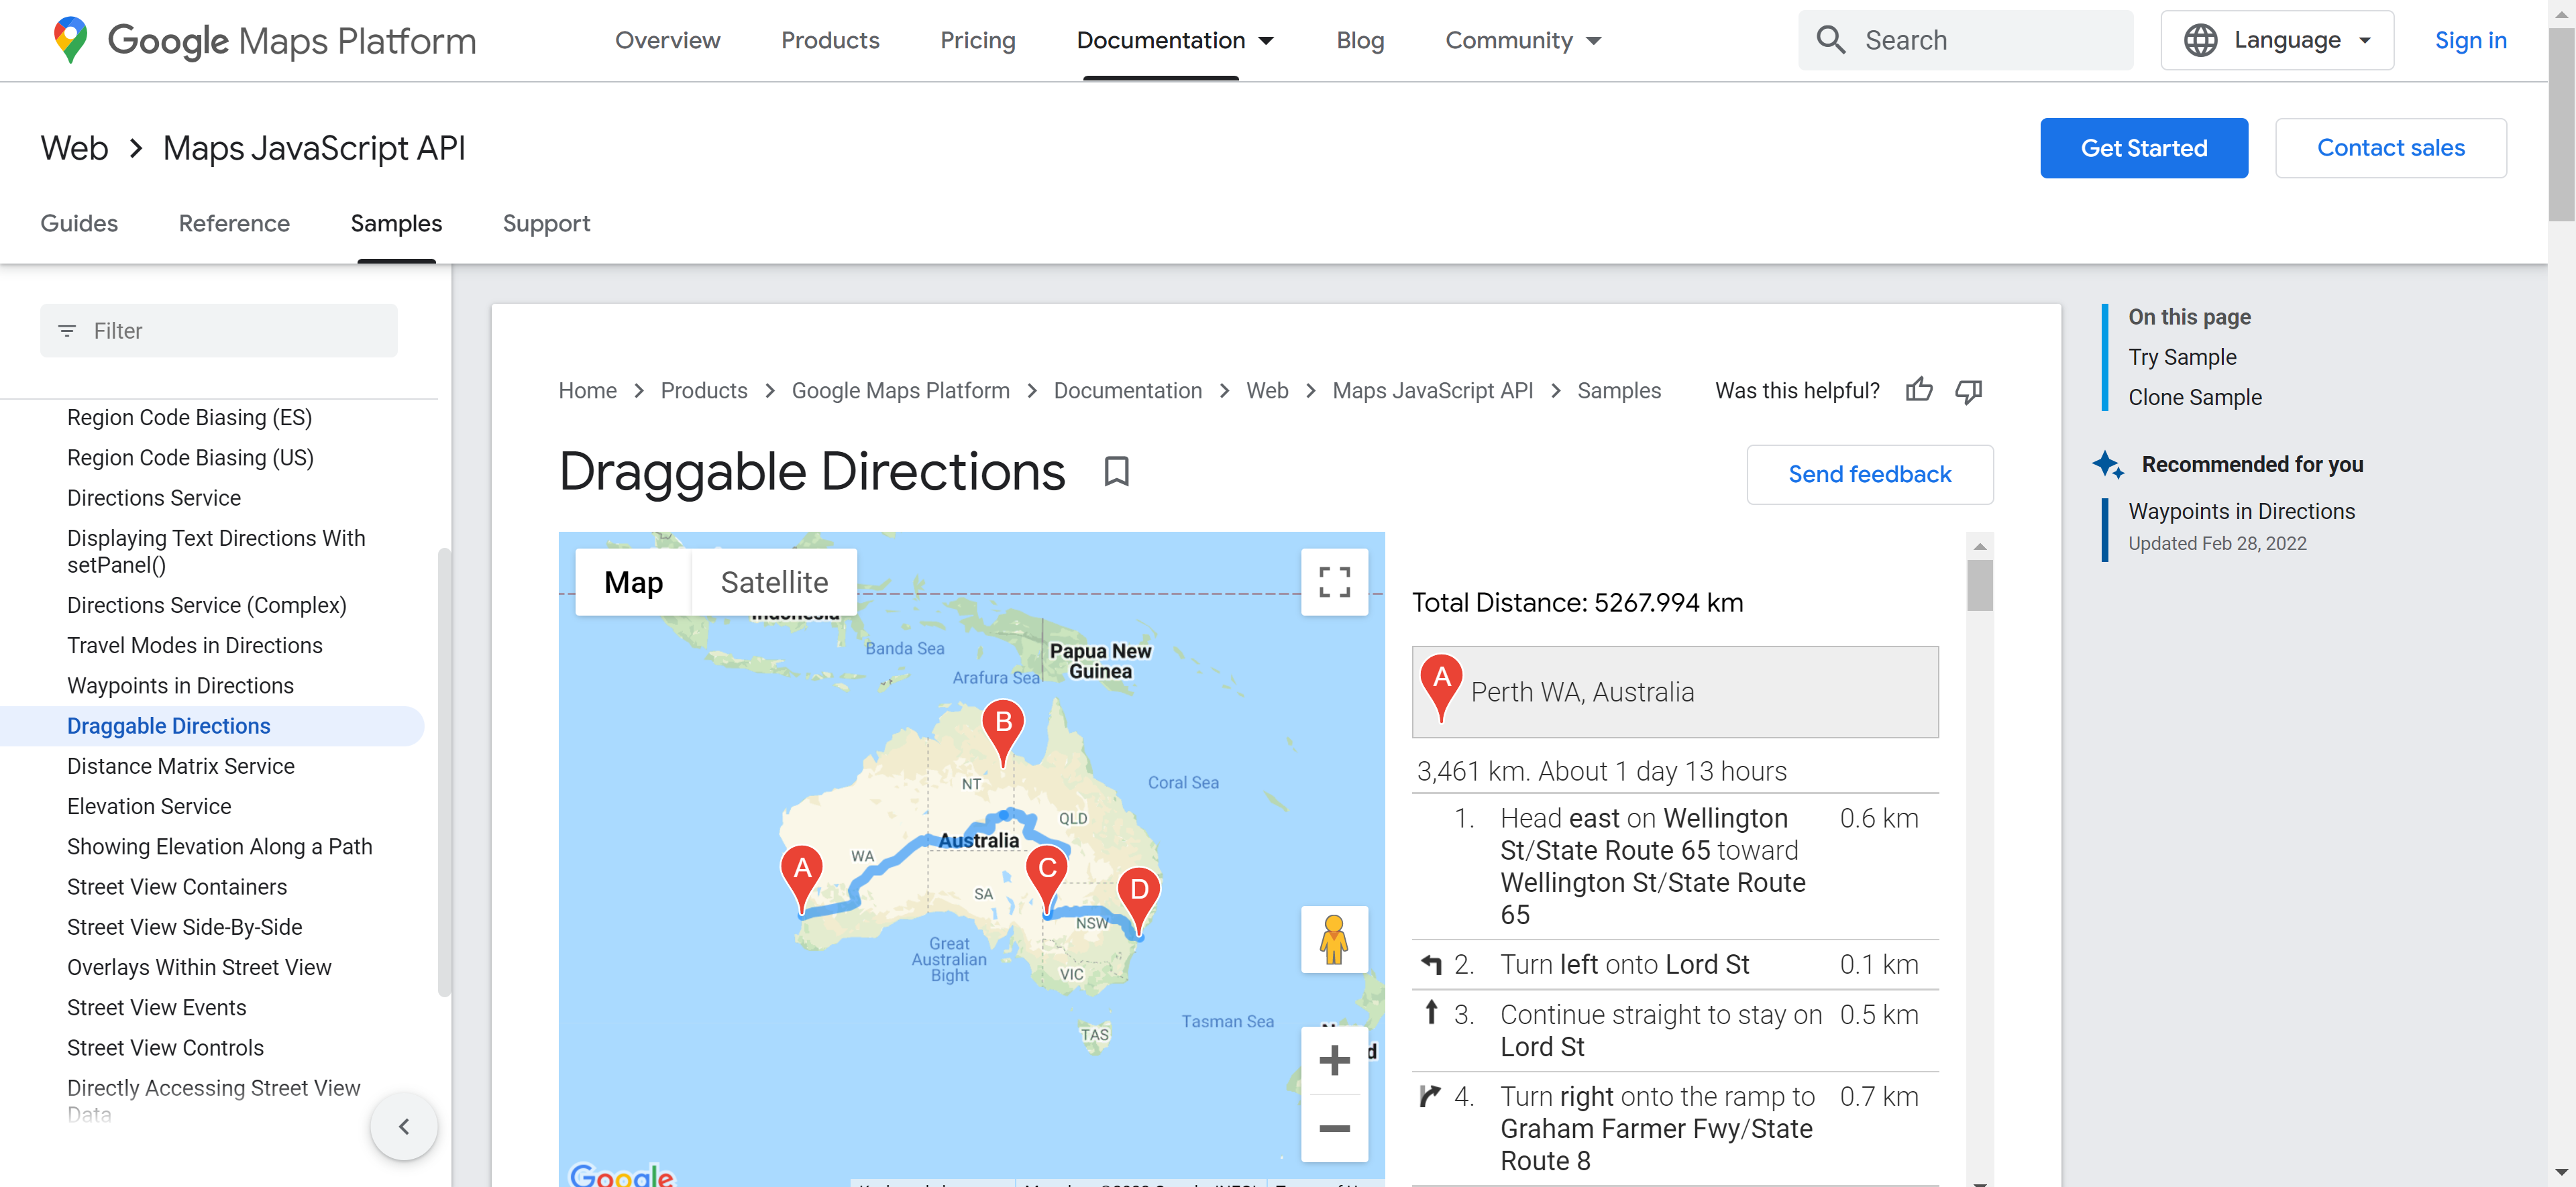 Google Maps Platform
Overview
Products
Pricing
Documentation
Blog
Community
Search
Language
Sign in
Web
Maps JavaScript API
Get Started
Contact sales
Guides
Reference
Samples
Support
Filter
Region Code Biasing (ES)
Region Code Biasing (US)
Directions Service
Displaying Text Directions With
setPanel()
Directions Service (Complex)
Travel Modes in Directions
Waypoints in Directions
Draggable Directions
Distance Matrix Service
Elevation Service
Showing Elevation Along a Path
Street View Containers
Street View Side-By-Side
Overlays Within Street View
Street View Events
Street View Controls
Directly Accessing Street View
Data
Home
Products
Google Maps Platform
Documentation
Web
Maps JavaScript API
Samples
Was this helpful?
Draggable Directions
Send feedback
Map
Satellite
Indonesia
Banda Sea
Papua New
Guinea
Arafura Sea
B
NT
Coral Sea
QLD
Australia
WA
A
C
D
SA
NSW
Great
Australian
Bight
VIC
Tasman Sea
TAS
Google
Total Distance: 5267.994 km
A
Perth WA, Australia
3,461 km. About 1 day 13 hours
1. Head east on Wellington 0.6 km
St/State Route 65 toward
Wellington St/State Route
65
2. Turn left onto Lord St 0.1 km
3. Continue straight to stay on 0.5 km
Lord St
4. Turn right onto the ramp to 0.7 km
Graham Farmer Fwy/State
Route 8
On this page
Try Sample
Clone Sample
Recommended for you
Waypoints in Directions
Updated Feb 28, 2022